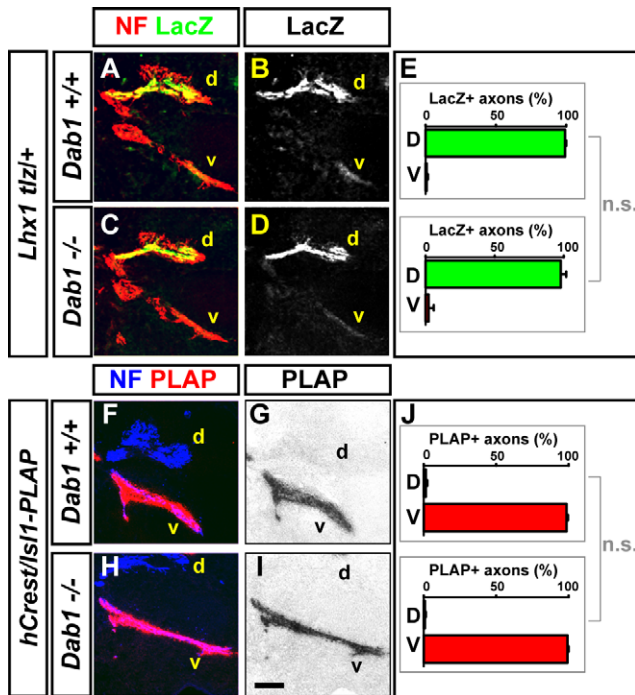 NF LacZ
LacZ
Lhx1 tlz/+
Dab1 +/+
A
d
v
B
d
v
E
LacZ+ axons (%)
0 50 100
D
V
n.s.
Dab1 -/-
C
d
v
D
d
v
LacZ+ axons (%)
0 50 100
D
V
NF PLAP
PLAP
hCrest/Isl1-PLAP
Dab1 +/+
F
d
v
G
d
v
J
PLAP+ axons (%)
0 50 100
D
V
n.s.
Dab1 -/-
H
d
v
I
d
v
PLAP+ axons (%)
0 50 100
D
V